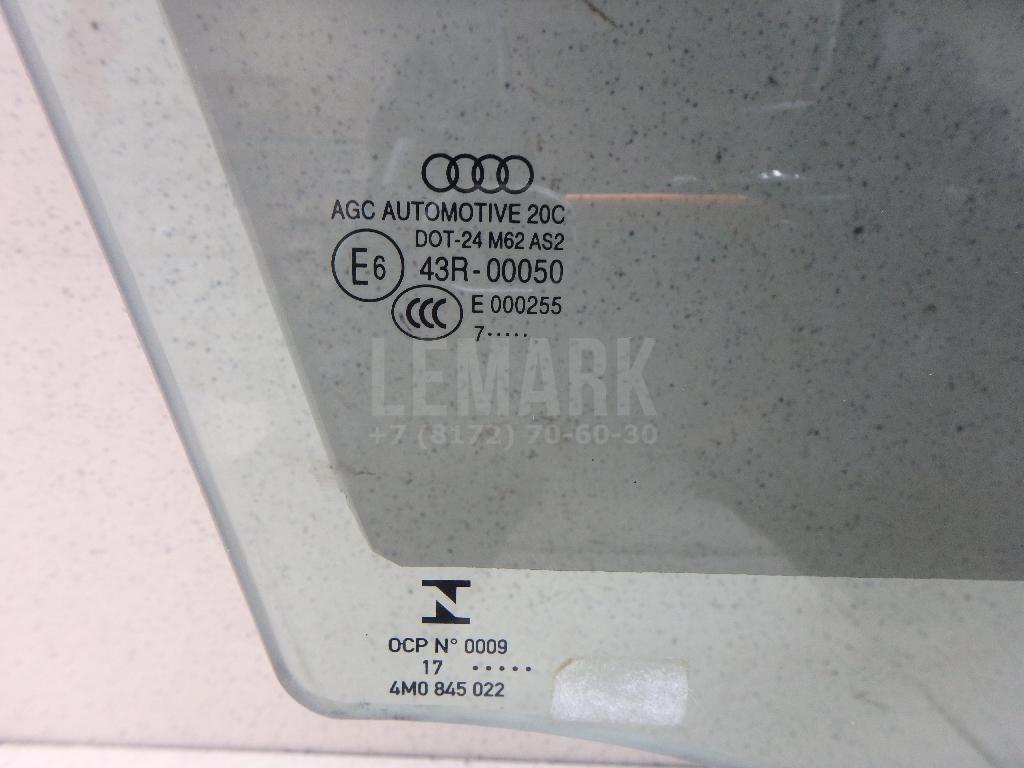 AGC AUTOMOTIVE 20C
DOT-24 M62 AS2
E6 43R-00050
CCC E 000255
7·····
LEMARK
+7 (8172) 70-60-30
OCP N° 0009
17 ·····
4M0 845 022